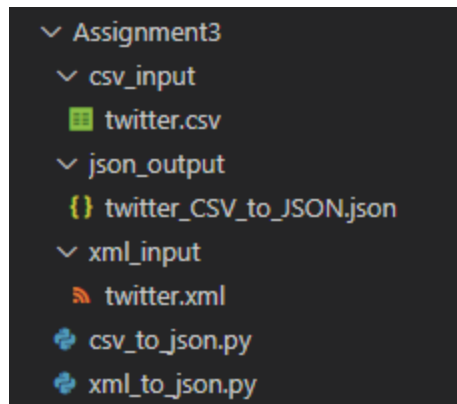 Assignment3
csv_input
twitter.csv
json_output
{} twitter_CSV_to_JSON.json
xml_input
twitter.xml
csv_to_json.py
xml_to_json.py